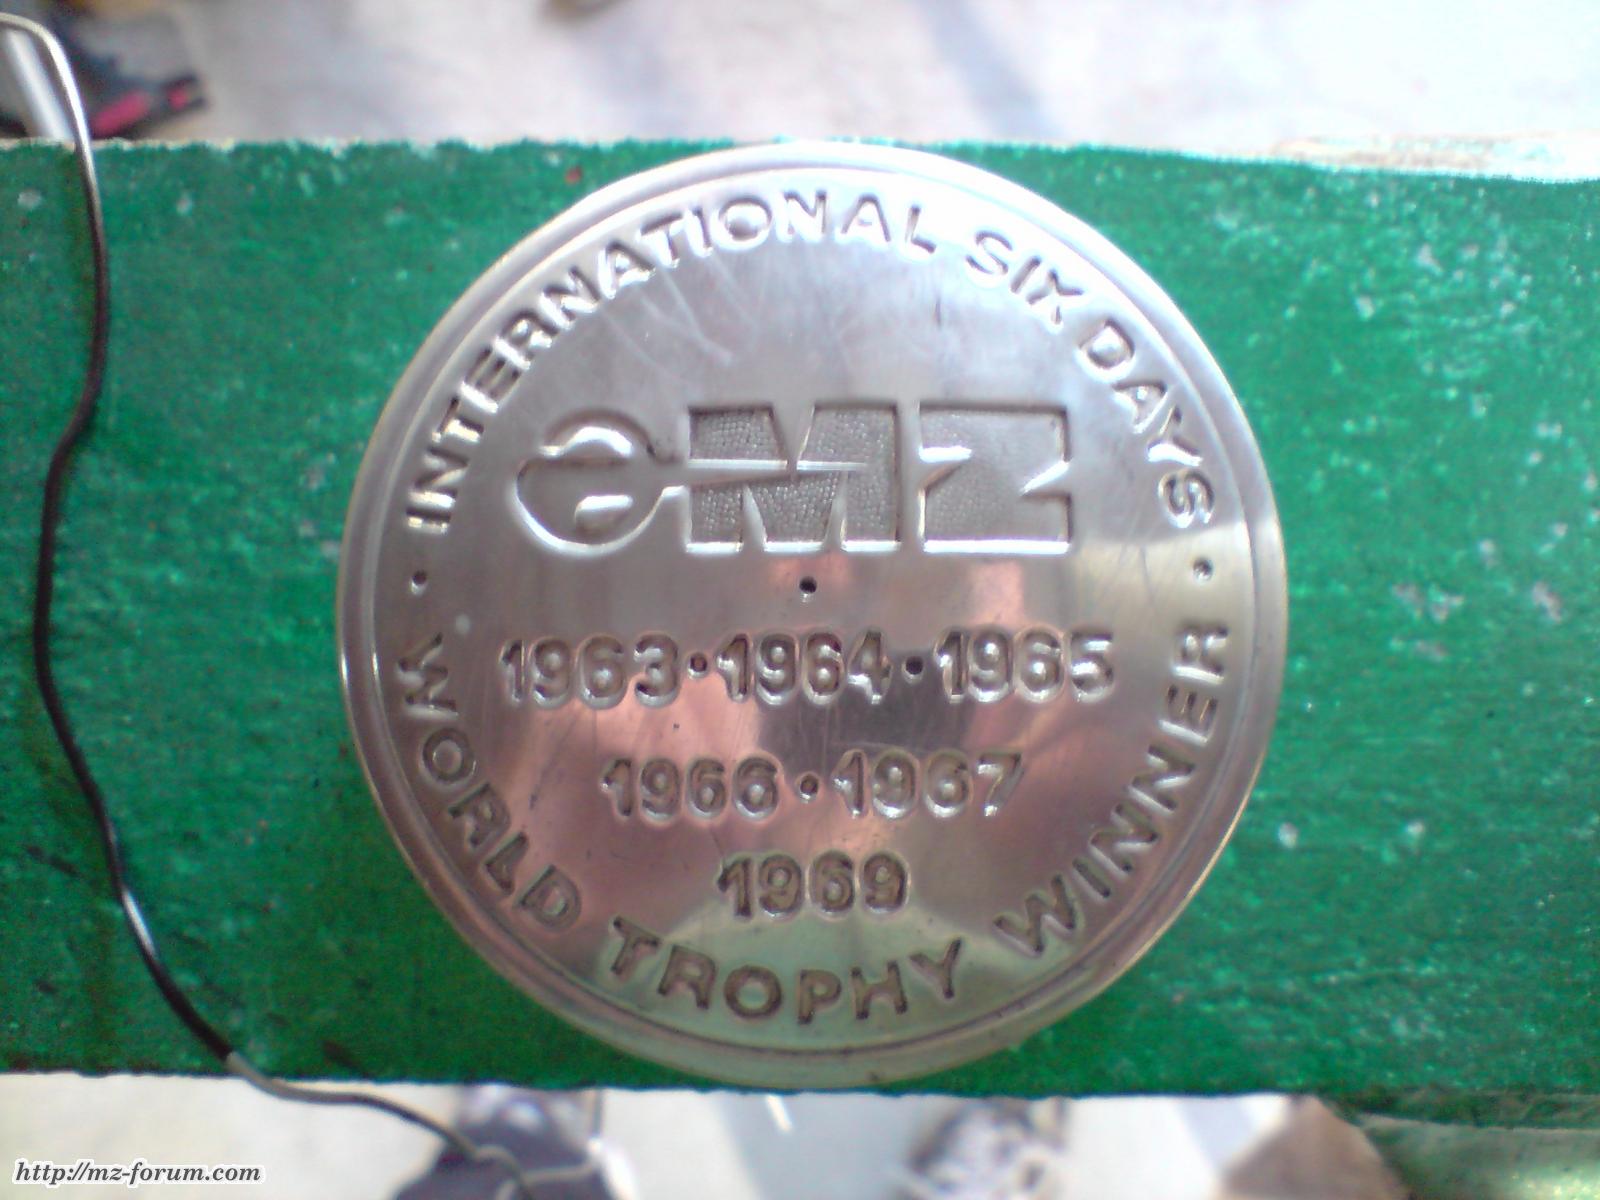 INTERNATIONAL SIX DAYS
MZ
1963 · 1964 · 1965
1966 · 1967
1969
· WORLD TROPHY WINNER ·
http://mz-forum.com